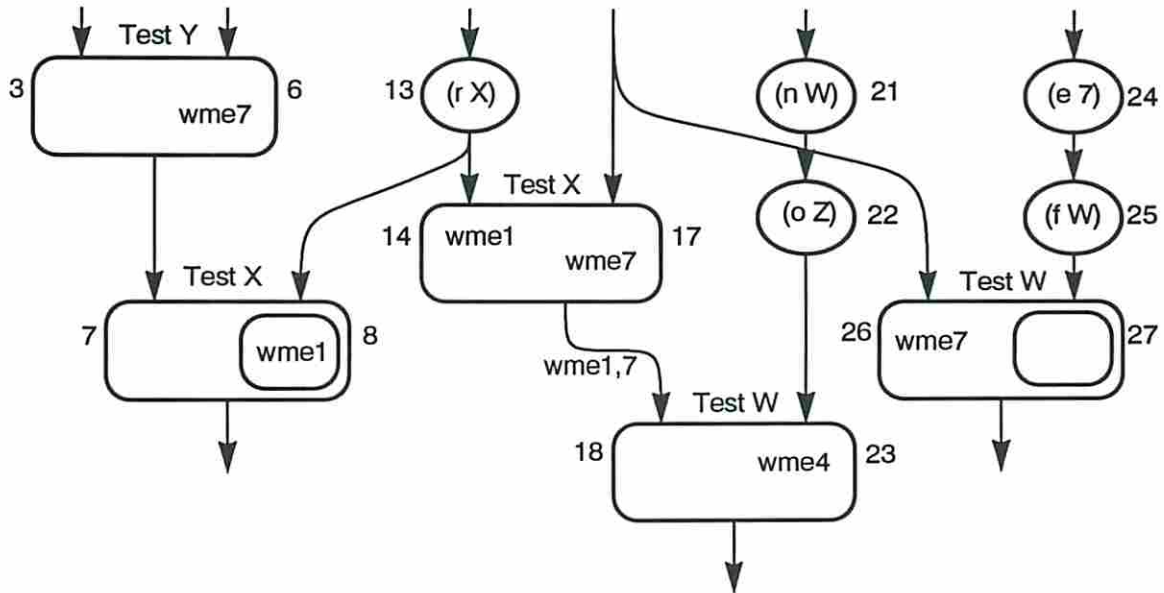 Test Y
3
6
wme7
13
(r X)
(n W)
21
(e 7)
24
Test X
14
wme1
17
wme7
(o Z)
22
(f W)
25
Test X
7
wme1
8
wme1,7
Test W
26
wme7
27
Test W
18
wme4
23